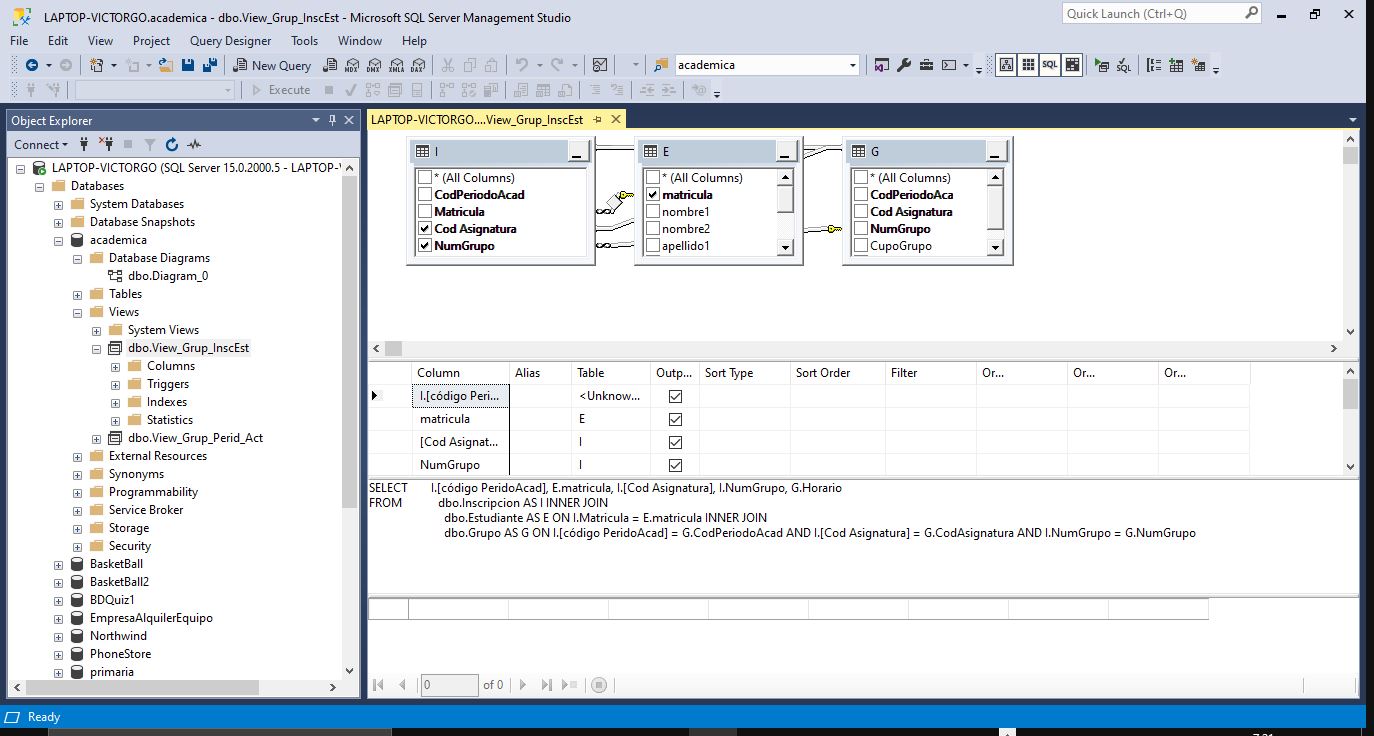 LAPTOP-VICTORGO.academica - dbo.View_Grup_InscEst - Microsoft SQL Server Management Studio
Quick Launch (Ctrl+Q)
File Edit View Project Query Designer Tools Window Help
New Query MDX DMX XMLA DAX academica SQL SQL
Execute
Object Explorer
LAPTOP-VICTORGO....View_Grup_InscEst
Connect
LAPTOP-VICTORGO (SQL Server 15.0.2000.5 - LAPTOP-
Databases
System Databases
Database Snapshots
academica
Database Diagrams
dbo.Diagram_0
Tables
Views
System Views
dbo.View_Grup_InscEst
Columns
Triggers
Indexes
Statistics
dbo.View_Grup_Perid_Act
External Resources
Synonyms
Programmability
Service Broker
Storage
Security
BasketBall
BasketBall2
BDQuiz1
EmpresaAlquilerEquipo
Northwind
PhoneStore
primaria
I
* (All Columns)
CodPeriodoAcad
Matricula
Cod Asignatura
NumGrupo
E
* (All Columns)
matricula
nombre1
nombre2
apellido1
G
* (All Columns)
CodPeriodoAca
Cod Asignatura
NumGrupo
CupoGrupo
Column Alias Table Outp... Sort Type Sort Order Filter Or... Or... Or...
I.[código Peri... <Unknow...
matricula E
[Cod Asignat... I
NumGrupo I
SELECT I.[código PeridoAcad], E.matricula, I.[Cod Asignatura], I.NumGrupo, G.Horario
FROM dbo.Inscripcion AS I INNER JOIN
dbo.Estudiante AS E ON I.Matricula = E.matricula INNER JOIN
dbo.Grupo AS G ON I.[código PeridoAcad] = G.CodPeriodoAcad AND I.[Cod Asignatura] = G.CodAsignatura AND I.NumGrupo = G.NumGrupo
0 of 0
Ready